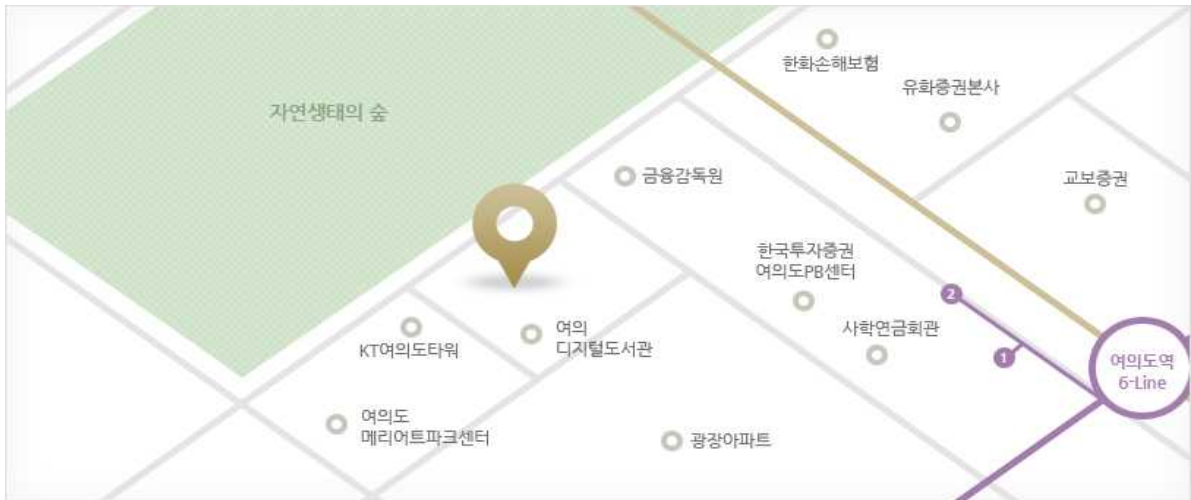 한화손해보험
유화증권본사
자연생태의 숲
금융감독원
교보증권
한국투자증권
여의도PB센터
2
사학연금회관
여의
디지털도서관
KT여의도타워
1
여의도역
6-Line
여의도
메리어트파크센터
광장아파트